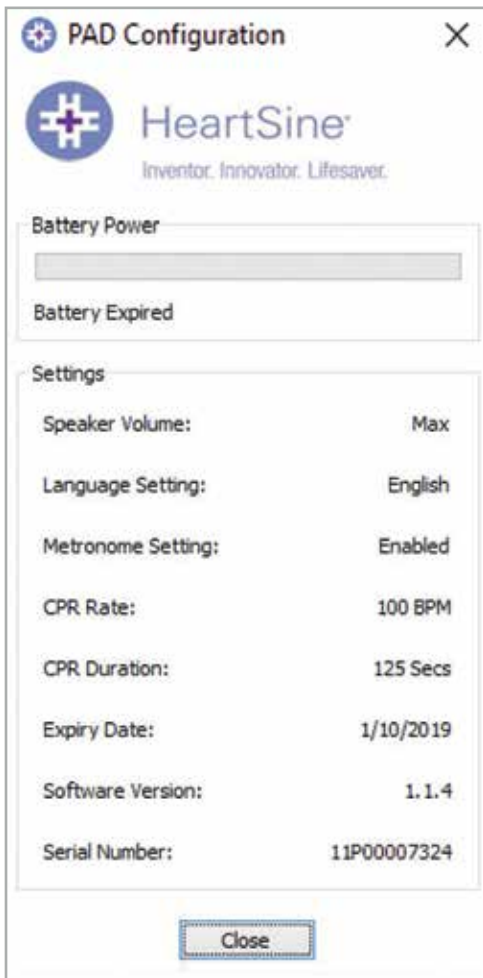 PAD Configuration
HeartSine®
Inventor. Innovator. Lifesaver.
Battery Power
Battery Expired
Settings
Speaker Volume: Max
Language Setting: English
Metronome Setting: Enabled
CPR Rate: 100 BPM
CPR Duration: 125 Secs
Expiry Date: 1/10/2019
Software Version: 1.1.4
Serial Number: 11P00007324
Close